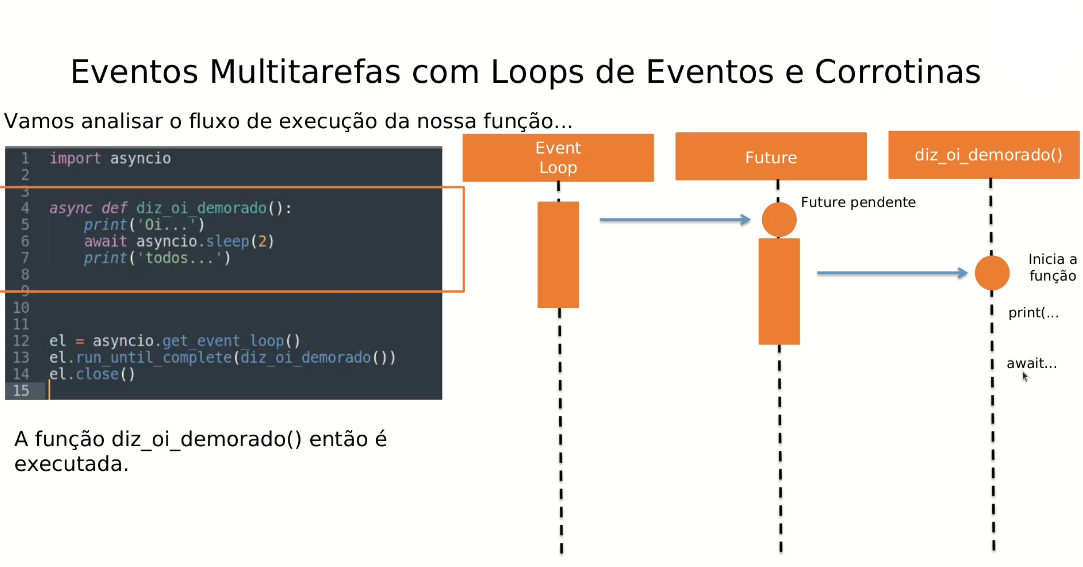 Eventos Multitarefas com Loops de Eventos e Corrotinas
Vamos analisar o fluxo de execução da nossa função...
1 import asyncio
2
3
4 async def diz_oi_demorado():
5     print('Oi...')
6     await asyncio.sleep(2)
7     print('todos...')
8
9
10
11
12 el = asyncio.get_event_loop()
13 el.run_until_complete(diz_oi_demorado())
14 el.close()
15
A função diz_oi_demorado() então é
executada.
Event
Loop
Future
diz_oi_demorado()
Future pendente
Inicia a
função
print(...
await...